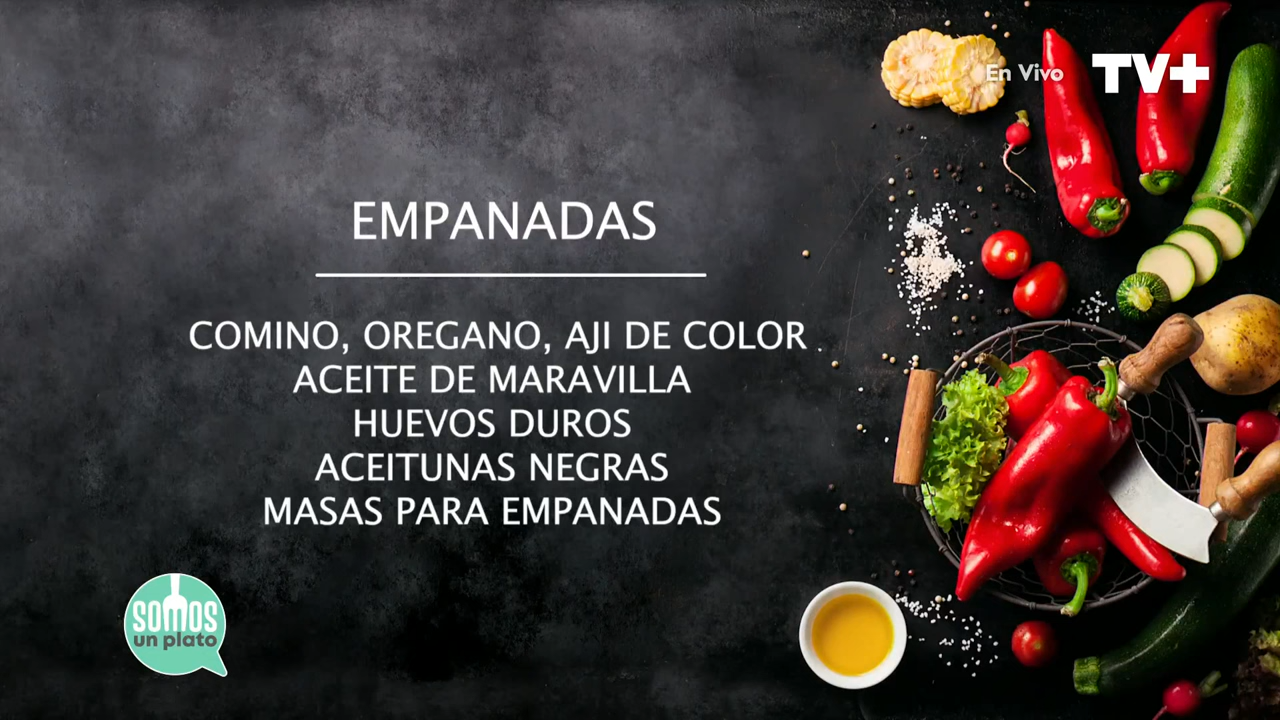 En Vivo TV+
EMPANADAS
COMINO, OREGANO, AJI DE COLOR
ACEITE DE MARAVILLA
HUEVOS DUROS
ACEITUNAS NEGRAS
MASAS PARA EMPANADAS
SOMOS
un plato